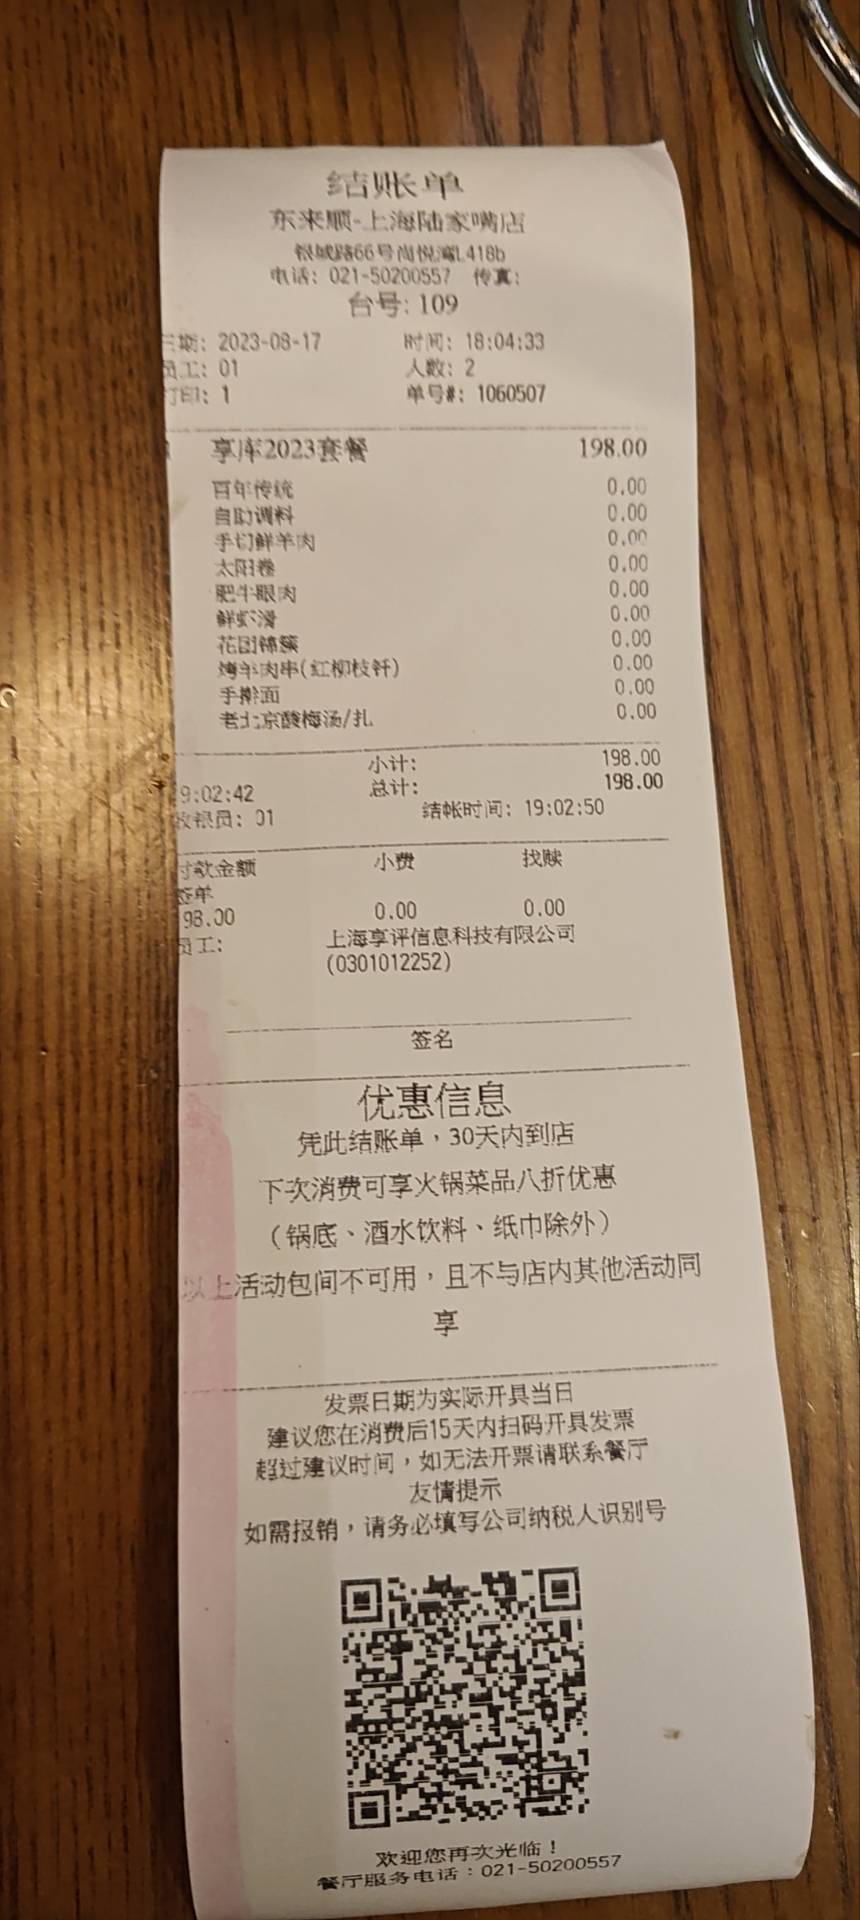 结账单
东来顺-上海陆家嘴店
银城路66号尚悦湾L418b
电话: 021-50200557 传真:
台号: 109
日期: 2023-08-17 时间: 18:04:33
员工: 01 人数: 2
打印: 1 单号#: 1060507
享库2023套餐 198.00
百年传统 0.00
自助调料 0.00
手切鲜羊肉 0.00
太阳卷 0.00
肥牛眼肉 0.00
鲜虾滑 0.00
花团锦簇 0.00
烤羊肉串(红柳枝钎) 0.00
手擀面 0.00
老北京酸梅汤/扎 0.00
小计: 198.00
总计: 198.00
9:02:42
收银员: 01 结帐时间: 19:02:50
付款金额 小费 找赎
签单
98.00 0.00 0.00
员工: 上海享评信息科技有限公司
(0301012252)
签名
优惠信息
凭此结账单，30天内到店
下次消费可享火锅菜品八折优惠
（锅底、酒水饮料、纸巾除外）
以上活动包间不可用，且不与店内其他活动同
享
发票日期为实际开具当日
建议您在消费后15天内扫码开具发票
超过建议时间，如无法开票请联系餐厅
友情提示
如需报销，请务必填写公司纳税人识别号
欢迎您再次光临！
餐厅服务电话：021-50200557